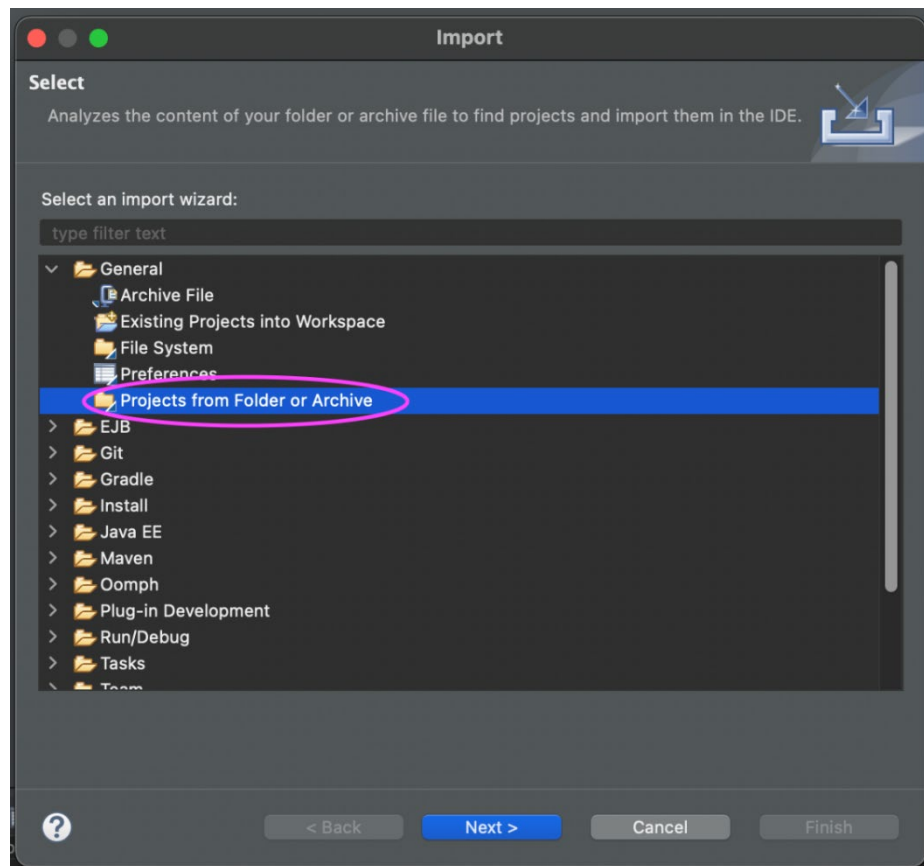 Import
Select
Analyzes the content of your folder or archive file to find projects and import them in the IDE.
Select an import wizard:
type filter text
General
Archive File
Existing Projects into Workspace
File System
Preferences
Projects from Folder or Archive
EJB
Git
Gradle
Install
Java EE
Maven
Oomph
Plug-in Development
Run/Debug
Tasks
Team
? < Back Next > Cancel Finish